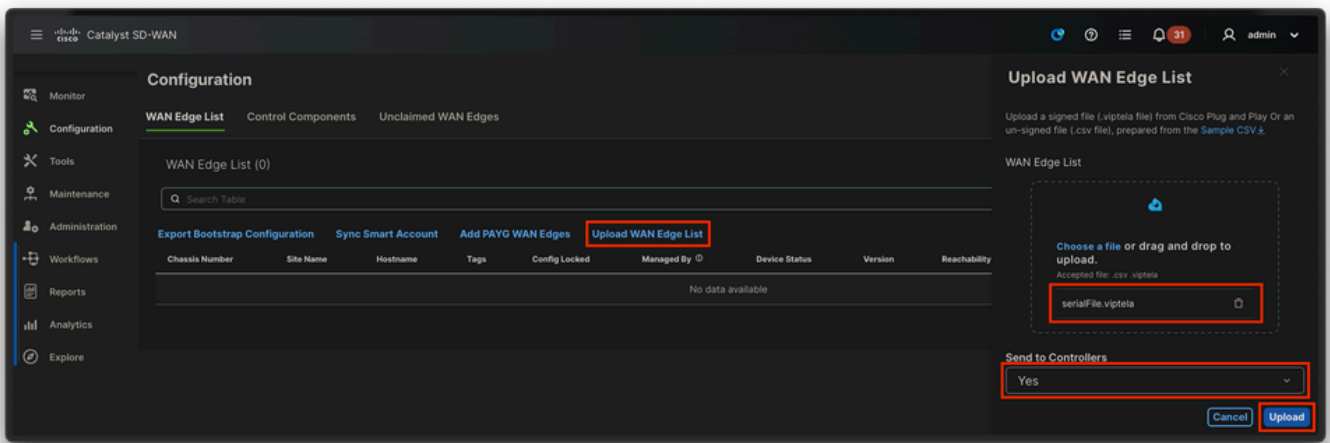 cisco Catalyst SD-WAN
31
admin
Monitor
Configuration
Tools
Maintenance
Administration
Workflows
Reports
Analytics
Explore
Configuration
WAN Edge List Control Components Unclaimed WAN Edges
WAN Edge List (0)
Search Table
Export Bootstrap Configuration Sync Smart Account Add PAYG WAN Edges Upload WAN Edge List
Chassis Number Site Name Hostname Tags Config Locked Managed By Device Status Version Reachability
No data available
Upload WAN Edge List
Upload a signed file (.viptela file) from Cisco Plug and Play Or an
un-signed file (.csv file), prepared from the Sample CSV
WAN Edge List
Choose a file or drag and drop to
upload.
Accepted file: .csv .viptela
serialFile.viptela
Send to Controllers
Yes
Cancel Upload